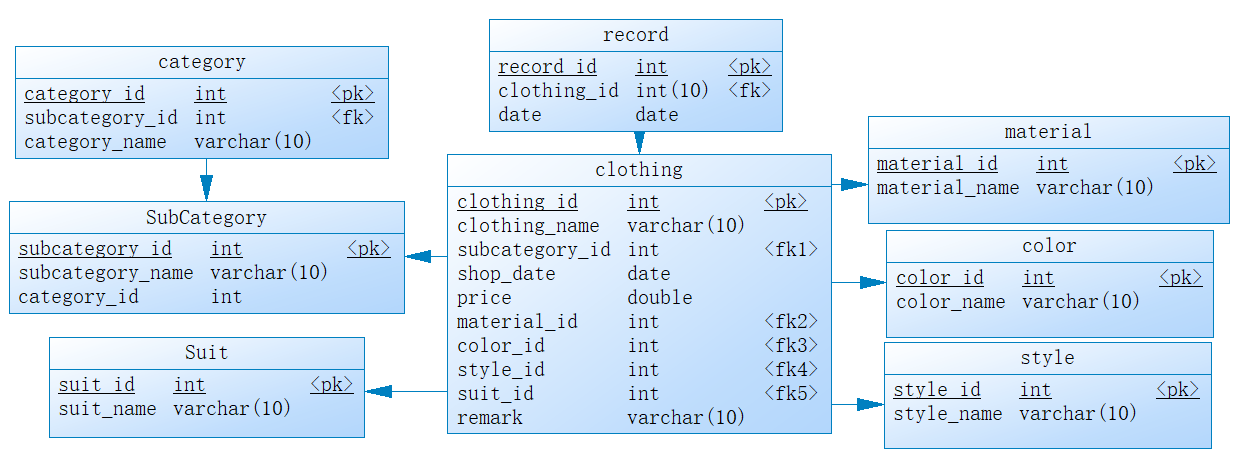 category
category_id int <pk>
subcategory_id int <fk>
category_name varchar(10)
record
record_id int <pk>
clothing_id int(10) <fk>
date date
material
material_id int <pk>
material_name varchar(10)
clothing
clothing_id int <pk>
clothing_name varchar(10)
subcategory_id int <fk1>
shop_date date
price double
material_id int <fk2>
color_id int <fk3>
style_id int <fk4>
suit_id int <fk5>
remark varchar(10)
SubCategory
subcategory_id int <pk>
subcategory_name varchar(10)
category_id int
color
color_id int <pk>
color_name varchar(10)
Suit
suit_id int <pk>
suit_name varchar(10)
style
style_id int <pk>
style_name varchar(10)